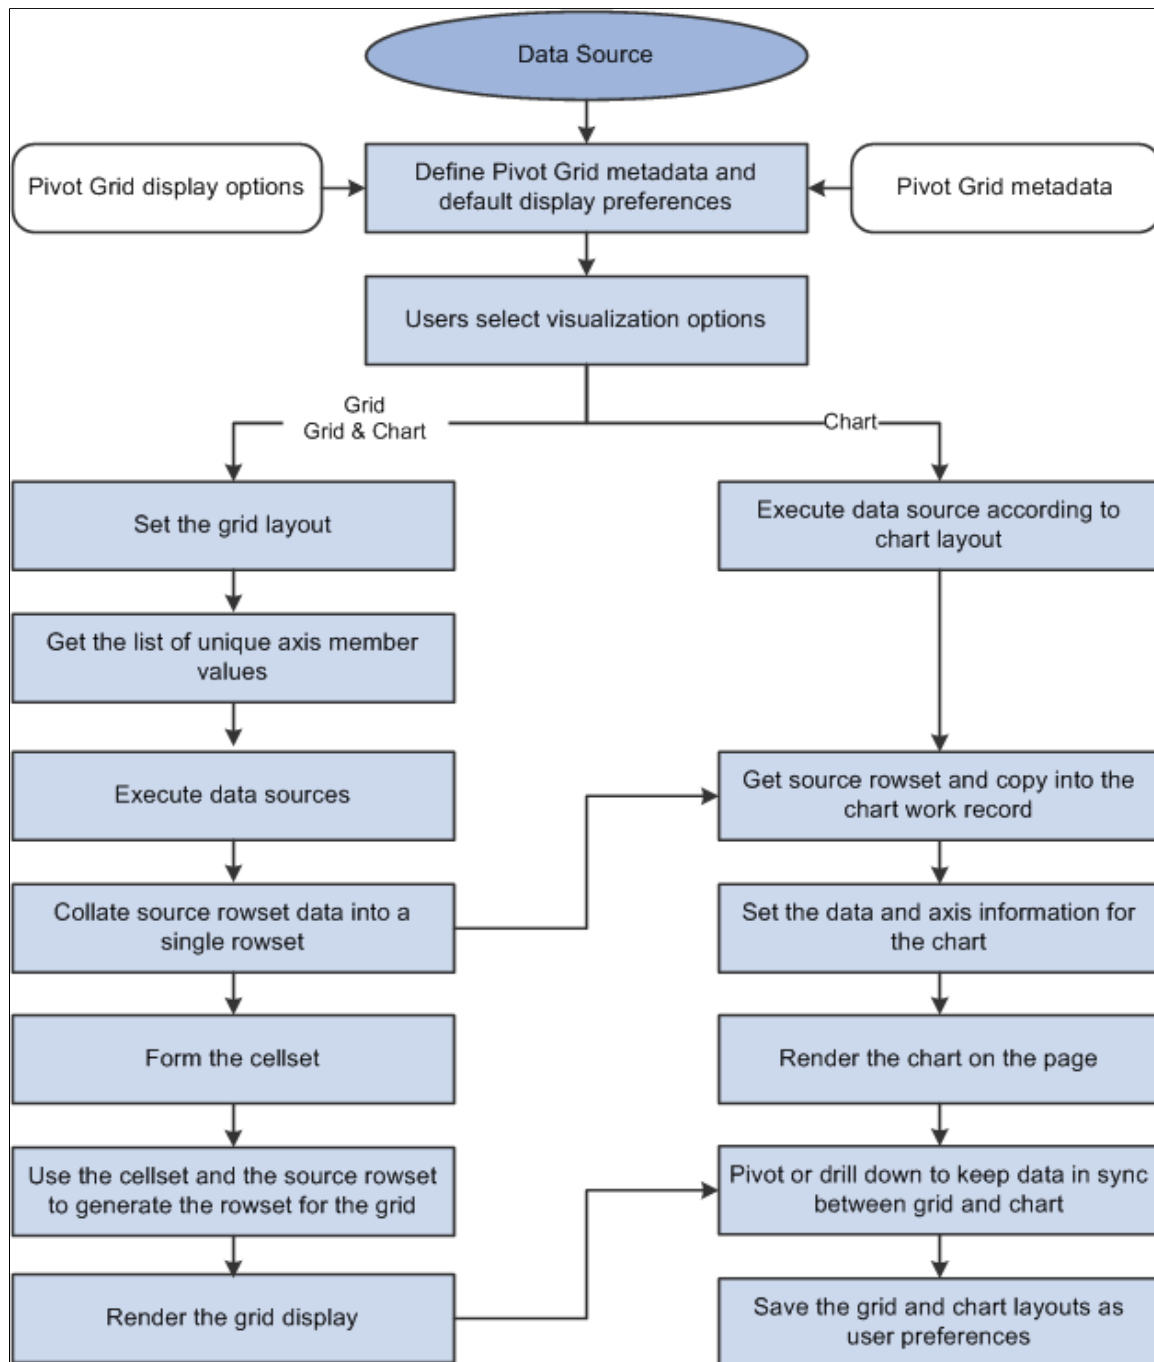 Data Source
Pivot Grid display options
Define Pivot Grid metadata and
default display preferences
Pivot Grid metadata
Users select visualization options
Grid
Grid & Chart
Chart
Set the grid layout
Execute data source according to
chart layout
Get the list of unique axis member
values
Execute data sources
Get source rowset and copy into the
chart work record
Collate source rowset data into a
single rowset
Set the data and axis information for
the chart
Form the cellset
Render the chart on the page
Use the cellset and the source rowset
to generate the rowset for the grid
Pivot or drill down to keep data in sync
between grid and chart
Render the grid display
Save the grid and chart layouts as
user preferences